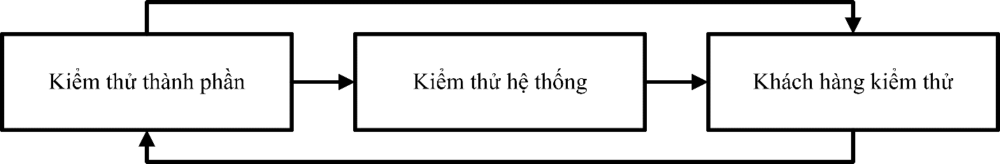 Kiểm thử thành phần
Kiểm thử hệ thống
Khách hàng kiểm thử